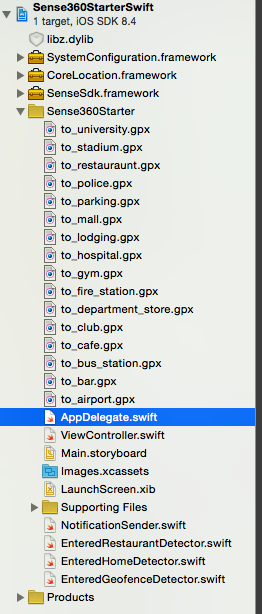 Sense360StarterSwift
1 target, iOS SDK 8.4
libz.dylib
SystemConfiguration.framework
CoreLocation.framework
SenseSdk.framework
Sense360Starter
to_university.gpx
to_stadium.gpx
to_restauraunt.gpx
to_police.gpx
to_parking.gpx
to_mall.gpx
to_lodging.gpx
to_hospital.gpx
to_gym.gpx
to_fire_station.gpx
to_department_store.gpx
to_club.gpx
to_cafe.gpx
to_bus_station.gpx
to_bar.gpx
to_airport.gpx
AppDelegate.swift
ViewController.swift
Main.storyboard
Images.xcassets
LaunchScreen.xib
Supporting Files
NotificationSender.swift
EnteredRestaurantDetector.swift
EnteredHomeDetector.swift
EnteredGeofenceDetector.swift
Products